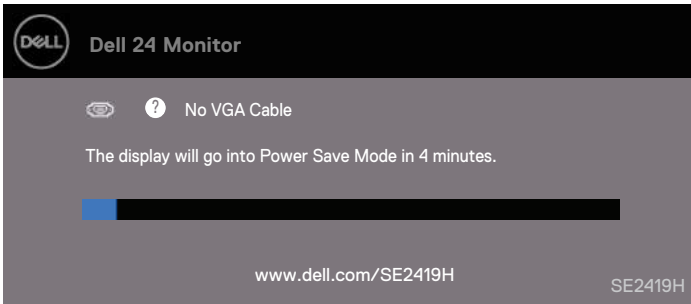 DELL
Dell 24 Monitor
? No VGA Cable
The display will go into Power Save Mode in 4 minutes.
www.dell.com/SE2419H
SE2419H